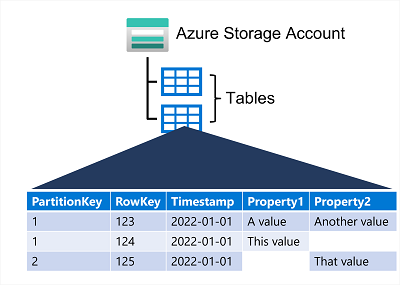 Azure Storage Account
Tables
PartitionKey RowKey Timestamp Property1 Property2
1 123 2022-01-01 A value Another value
1 124 2022-01-01 This value
2 125 2022-01-01 That value